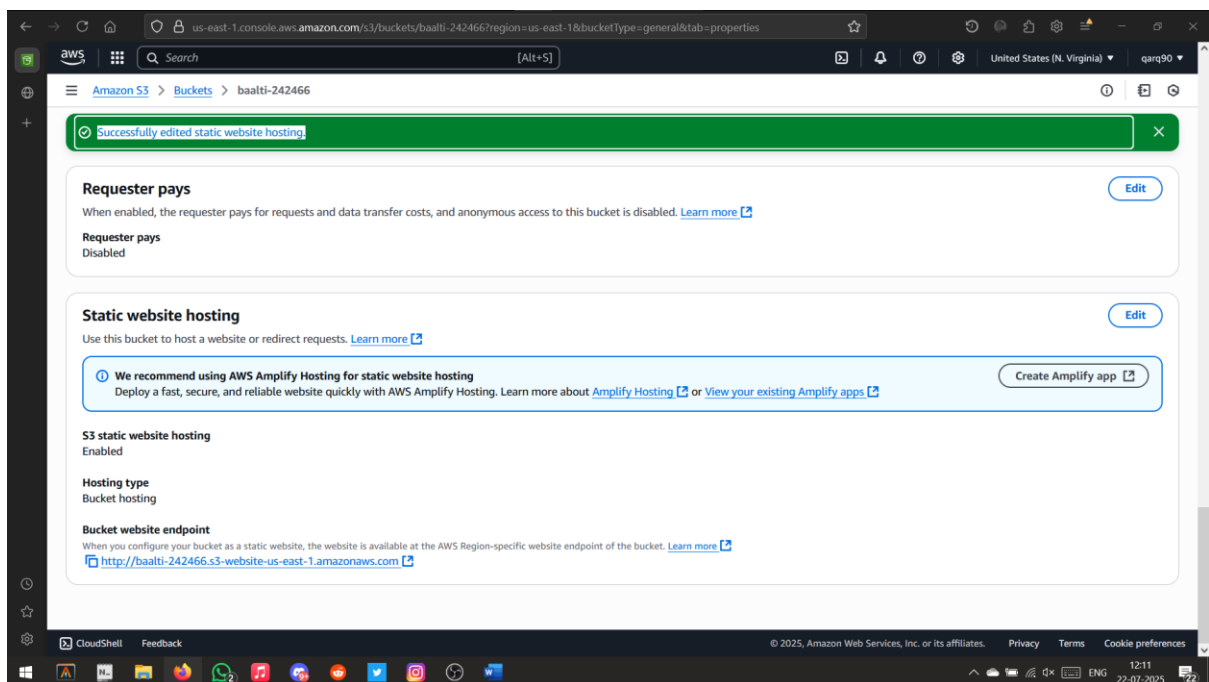 us-east-1.console.aws.amazon.com/s3/buckets/baalti-242466?region=us-east-1&bucketType=general&tab=properties
aws Search [Alt+S] United States (N. Virginia) qarq90
Amazon S3 > Buckets > baalti-242466
Successfully edited static website hosting.
Requester pays Edit
When enabled, the requester pays for requests and data transfer costs, and anonymous access to this bucket is disabled. Learn more
Requester pays
Disabled
Static website hosting Edit
Use this bucket to host a website or redirect requests. Learn more
We recommend using AWS Amplify Hosting for static website hosting Create Amplify app
Deploy a fast, secure, and reliable website quickly with AWS Amplify Hosting. Learn more about Amplify Hosting or View your existing Amplify apps
S3 static website hosting
Enabled
Hosting type
Bucket hosting
Bucket website endpoint
When you configure your bucket as a static website, the website is available at the AWS Region-specific website endpoint of the bucket. Learn more
http://baalti-242466.s3-website-us-east-1.amazonaws.com
CloudShell Feedback © 2025, Amazon Web Services, Inc. or its affiliates. Privacy Terms Cookie preferences
ENG 12:11
22-07-2025 22